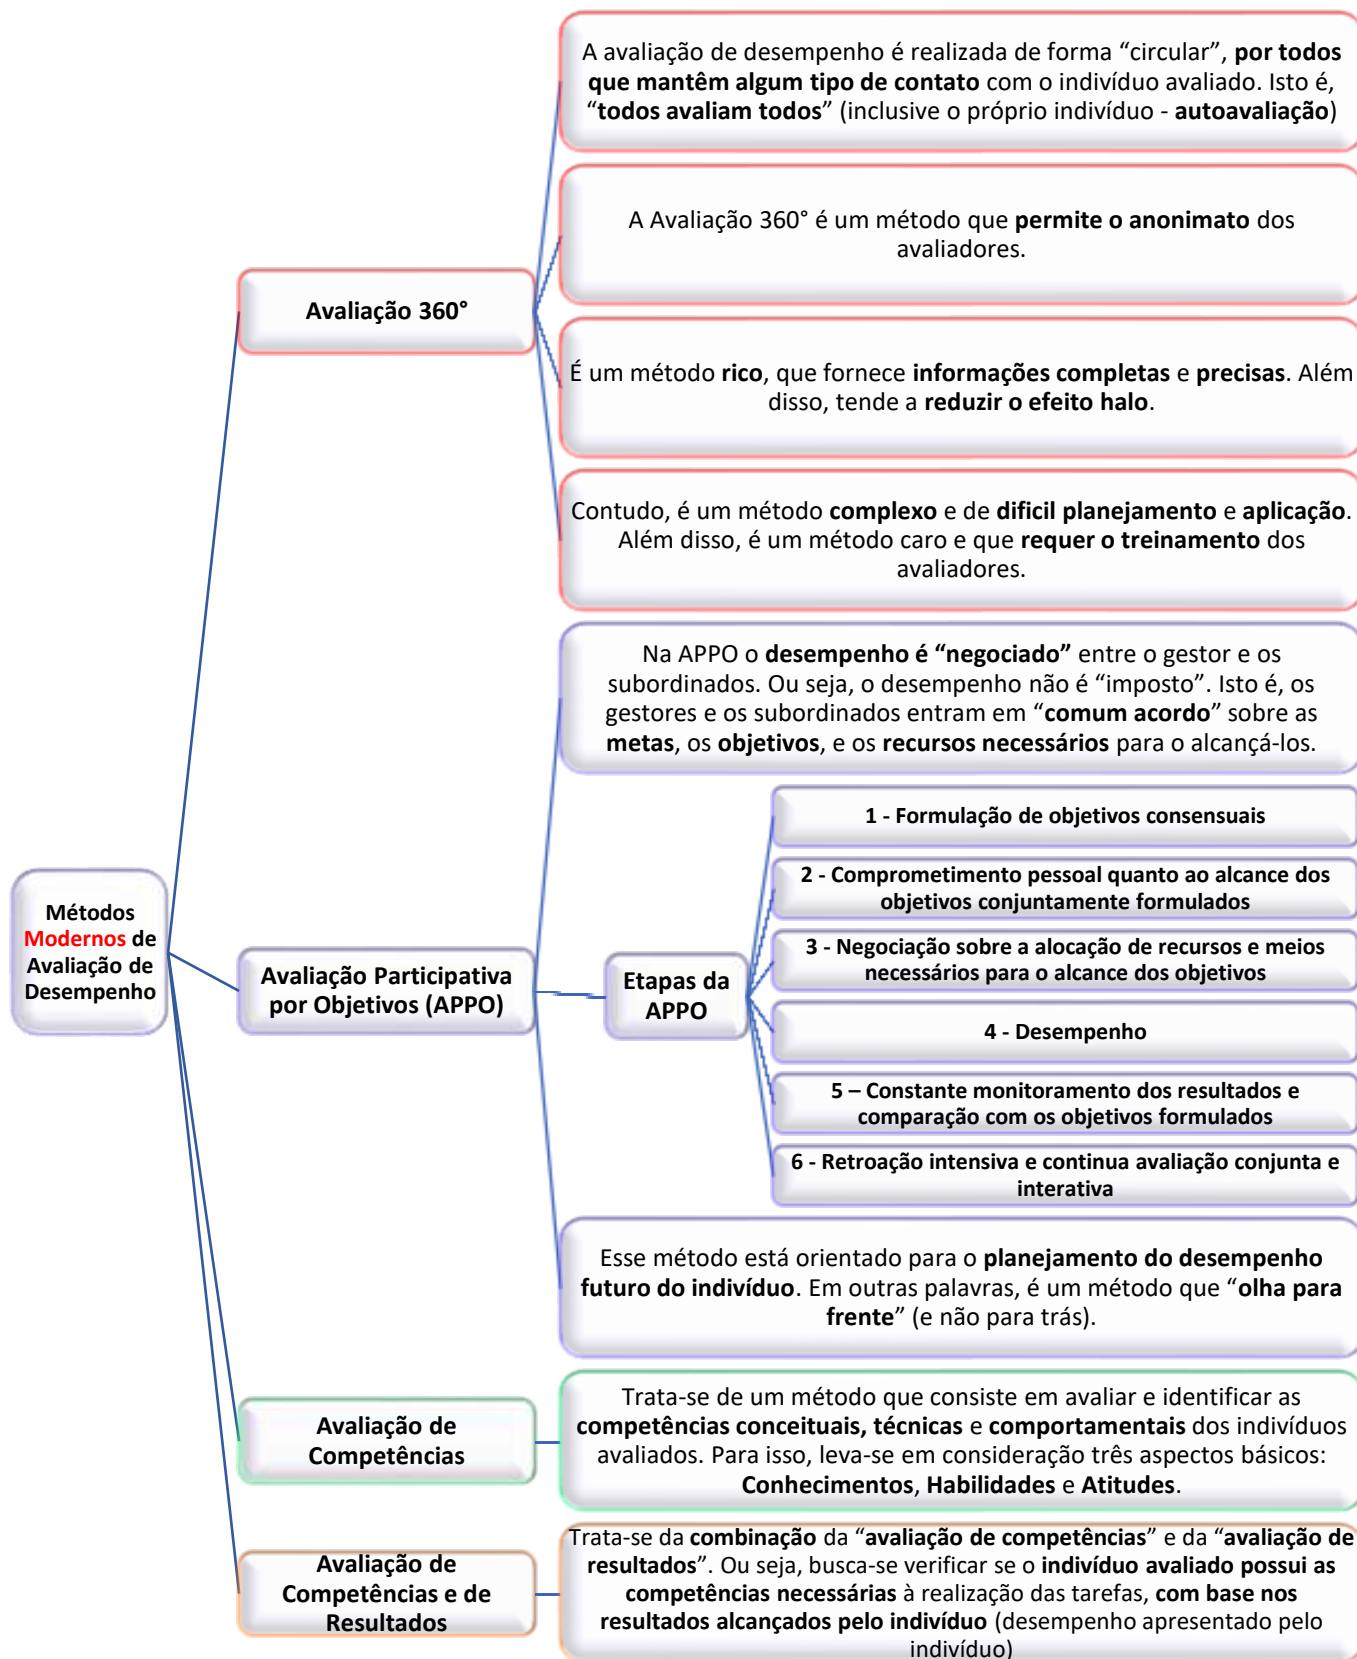 A avaliação de desempenho é realizada de forma “circular”, por todos
que mantêm algum tipo de contato com o indivíduo avaliado. Isto é,
“todos avaliam todos” (inclusive o próprio indivíduo - autoavaliação)
A Avaliação 360° é um método que permite o anonimato dos
avaliadores.
Avaliação 360°
É um método rico, que fornece informações completas e precisas. Além
disso, tende a reduzir o efeito halo.
Contudo, é um método complexo e de dificil planejamento e aplicação.
Além disso, é um método caro e que requer o treinamento dos
avaliadores.
Na APPO o desempenho é “negociado” entre o gestor e os
subordinados. Ou seja, o desempenho não é “imposto”. Isto é, os
gestores e os subordinados entram em “comum acordo” sobre as
metas, os objetivos, e os recursos necessários para o alcançá-los.
Métodos
Modernos de
Avaliação de
Desempenho
Avaliação Participativa
por Objetivos (APPO)
Etapas da
APPO
1 - Formulação de objetivos consensuais
2 - Comprometimento pessoal quanto ao alcance dos
objetivos conjuntamente formulados
3 - Negociação sobre a alocação de recursos e meios
necessários para o alcance dos objetivos
4 - Desempenho
5 – Constante monitoramento dos resultados e
comparação com os objetivos formulados
6 - Retroação intensiva e continua avaliação conjunta e
interativa
Esse método está orientado para o planejamento do desempenho
futuro do indivíduo. Em outras palavras, é um método que “olha para
frente” (e não para trás).
Avaliação de
Competências
Trata-se de um método que consiste em avaliar e identificar as
competências conceituais, técnicas e comportamentais dos indivíduos
avaliados. Para isso, leva-se em consideração três aspectos básicos:
Conhecimentos, Habilidades e Atitudes.
Avaliação de
Competências e de
Resultados
Trata-se da combinação da “avaliação de competências” e da “avaliação de
resultados”. Ou seja, busca-se verificar se o indivíduo avaliado possui as
competências necessárias à realização das tarefas, com base nos
resultados alcançados pelo indivíduo (desempenho apresentado pelo
indivíduo)